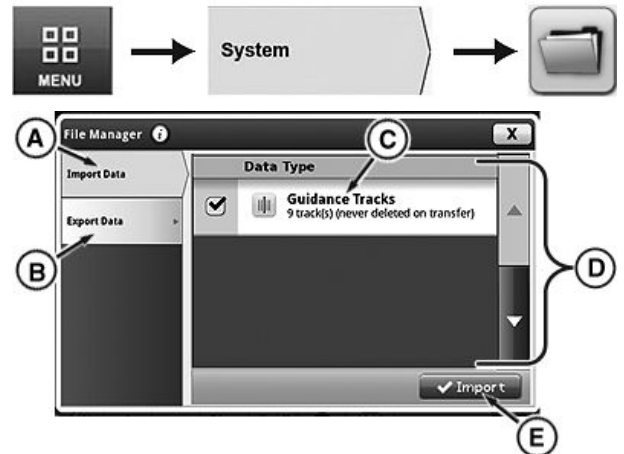 MENU
System
File Manager i
X
A
C
Import Data
Data Type
Guidance Tracks
9 track(s) (never deleted on transfer)
Export Data
B
D
Import
E